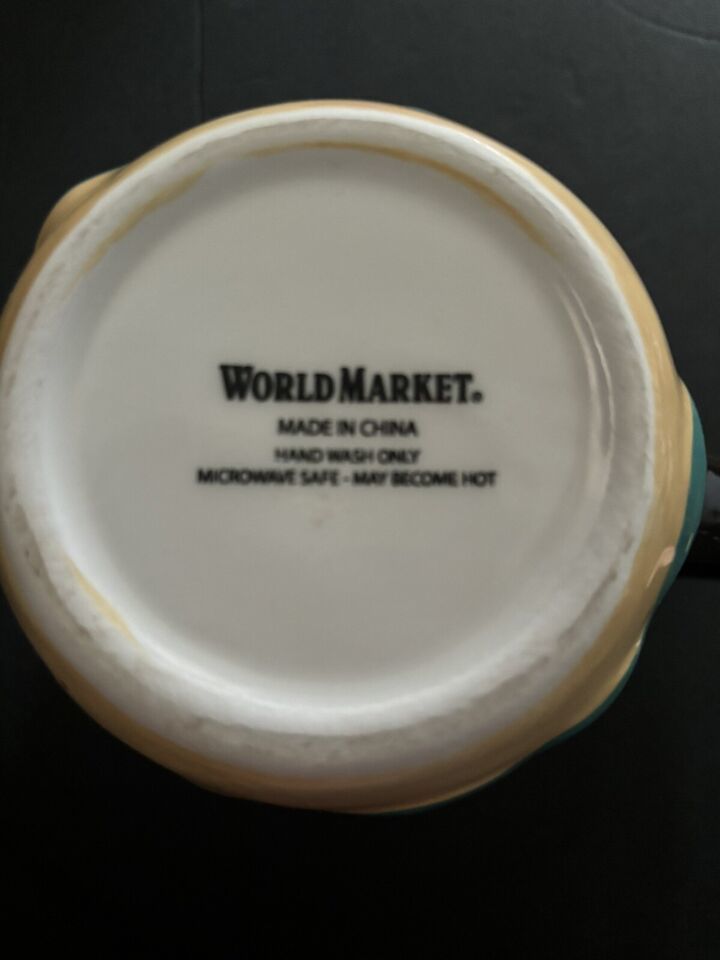 WORLD MARKET®
MADE IN CHINA
HAND WASH ONLY
MICROWAVE SAFE - MAY BECOME HOT